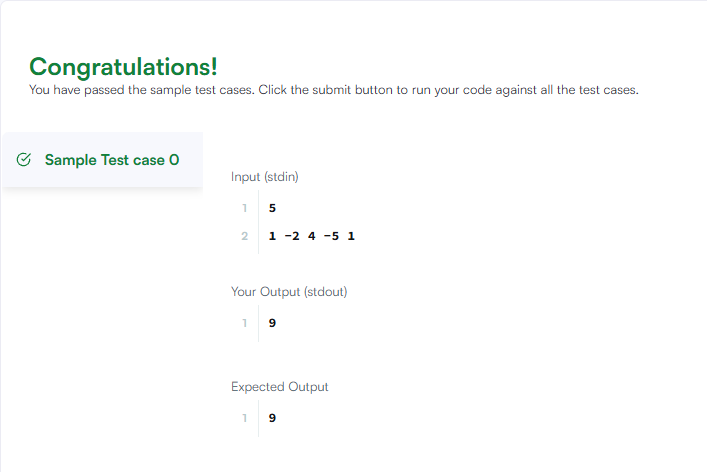 Congratulations!
You have passed the sample test cases. Click the submit button to run your code against all the test cases.
Sample Test case 0
Input (stdin)
1 5
2 1 -2 4 -5 1
Your Output (stdout)
1 9
Expected Output
1 9